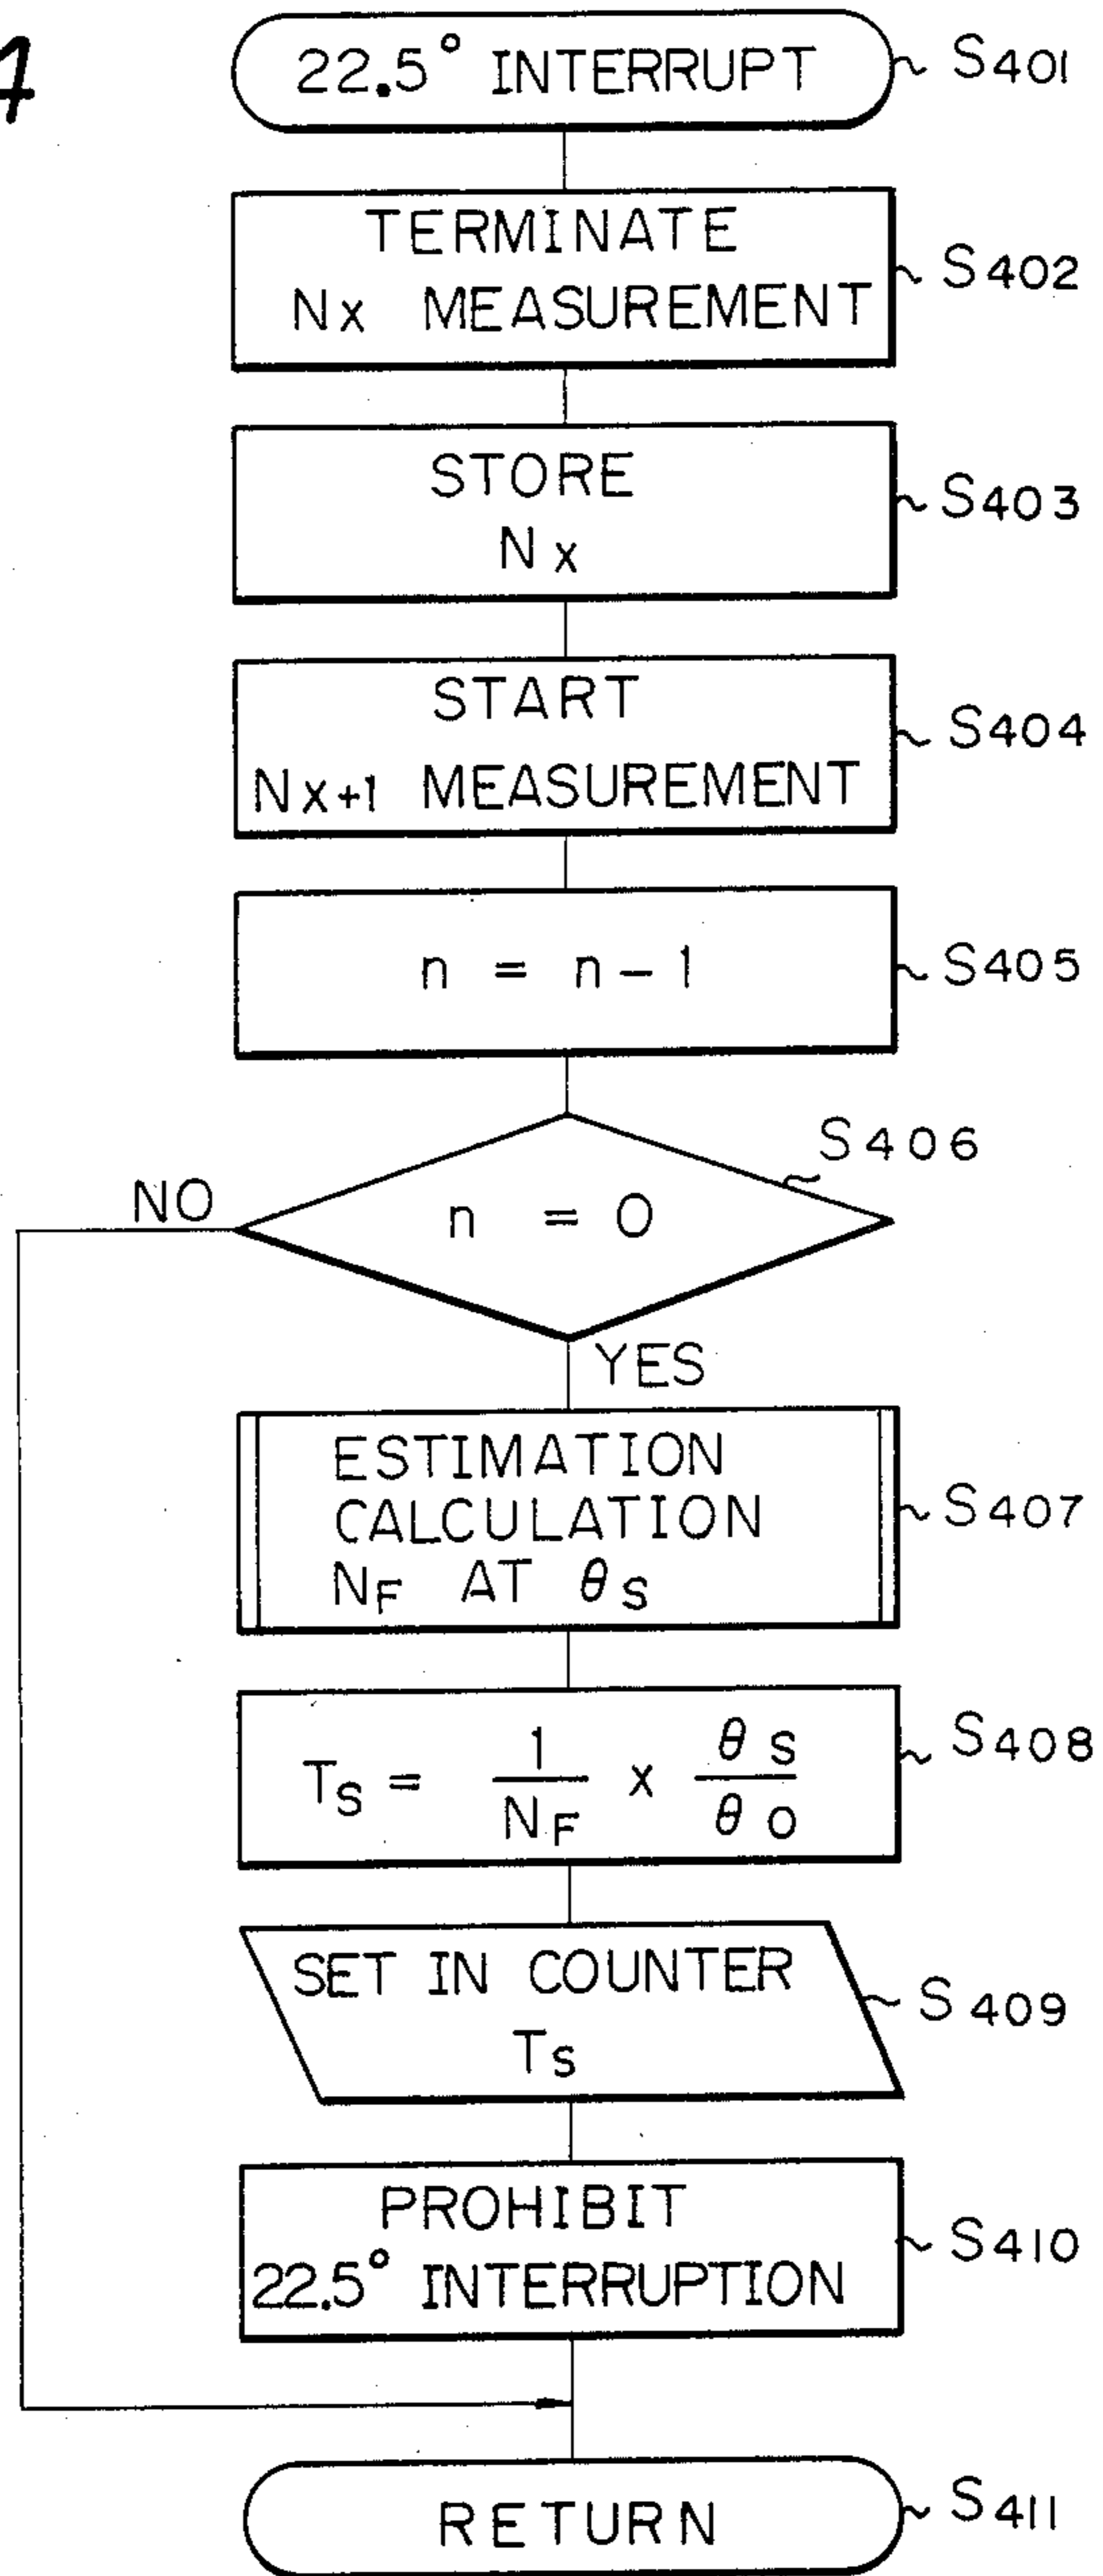 4
22.5° INTERRUPT S401
TERMINATE
Nx MEASUREMENT S402
STORE
Nx S403
START
Nx+1 MEASUREMENT S404
n = n-1 S405
S406
NO
n = 0
YES
ESTIMATION
CALCULATION
NF AT θs S407
Ts = 1/NF x θs/θo S408
SET IN COUNTER
Ts S409
PROHIBIT
22.5° INTERRUPTION S410
RETURN S411